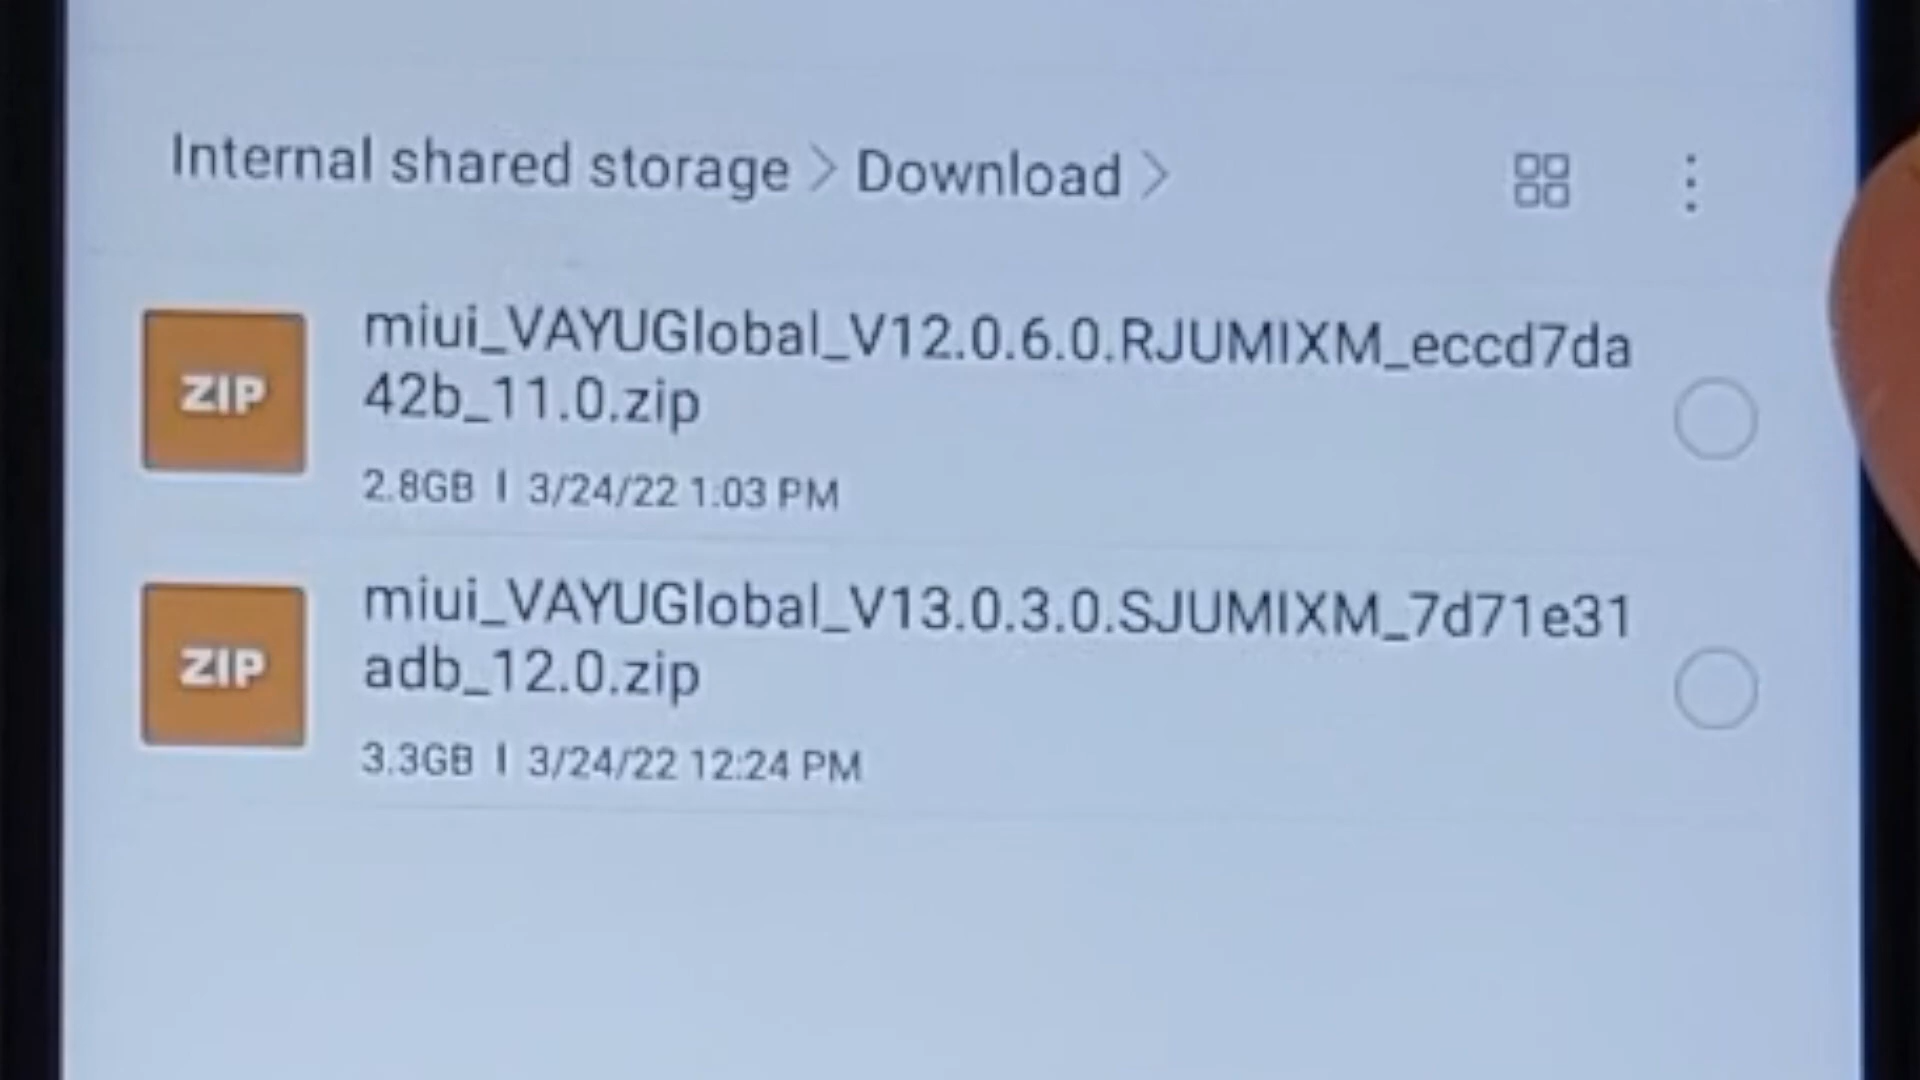 Internal shared storage > Download >
ZIP
miui_VAYUGlobal_V12.0.6.0.RJUMIXM_eccd7da
42b_11.0.zip
2.8GB | 3/24/22 1:03 PM
ZIP
miui_VAYUGlobal_V13.0.3.0.SJUMIXM_7d71e31
adb_12.0.zip
3.3GB | 3/24/22 12:24 PM